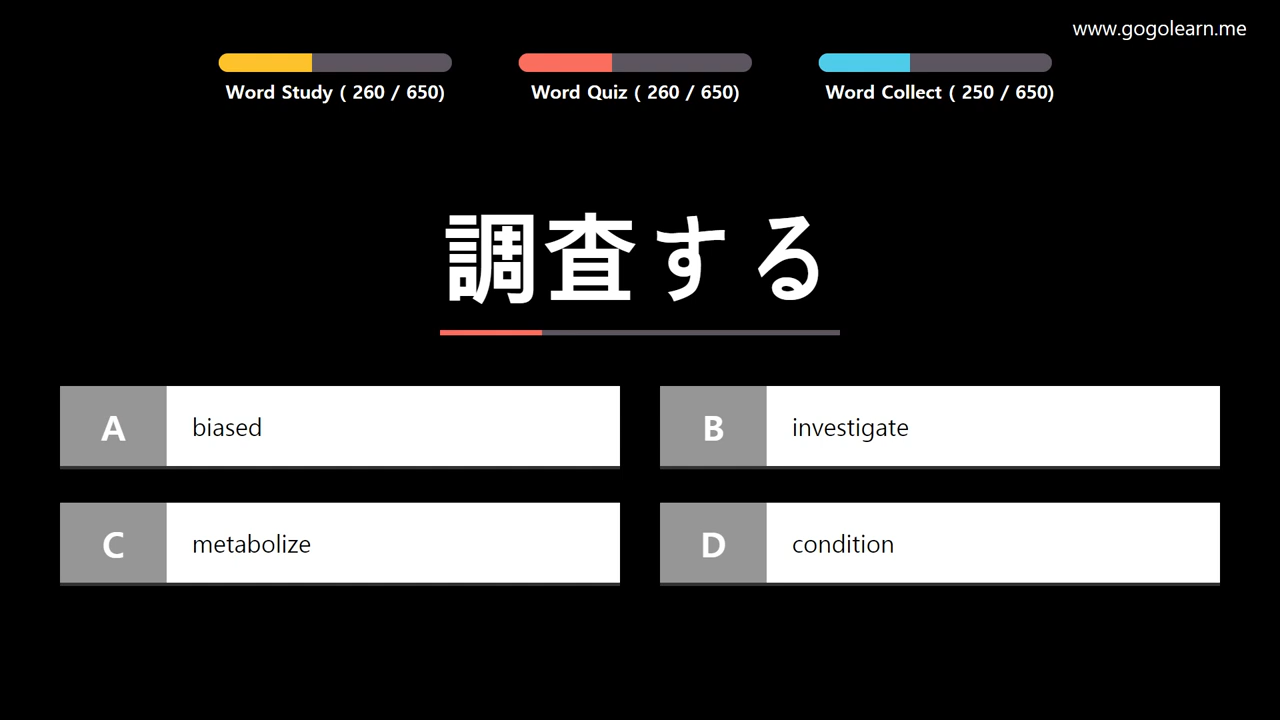 www.gogolearn.me
Word Study ( 260 / 650)
Word Quiz ( 260 / 650)
Word Collect ( 250 / 650)
調査する
A biased
B investigate
C metabolize
D condition